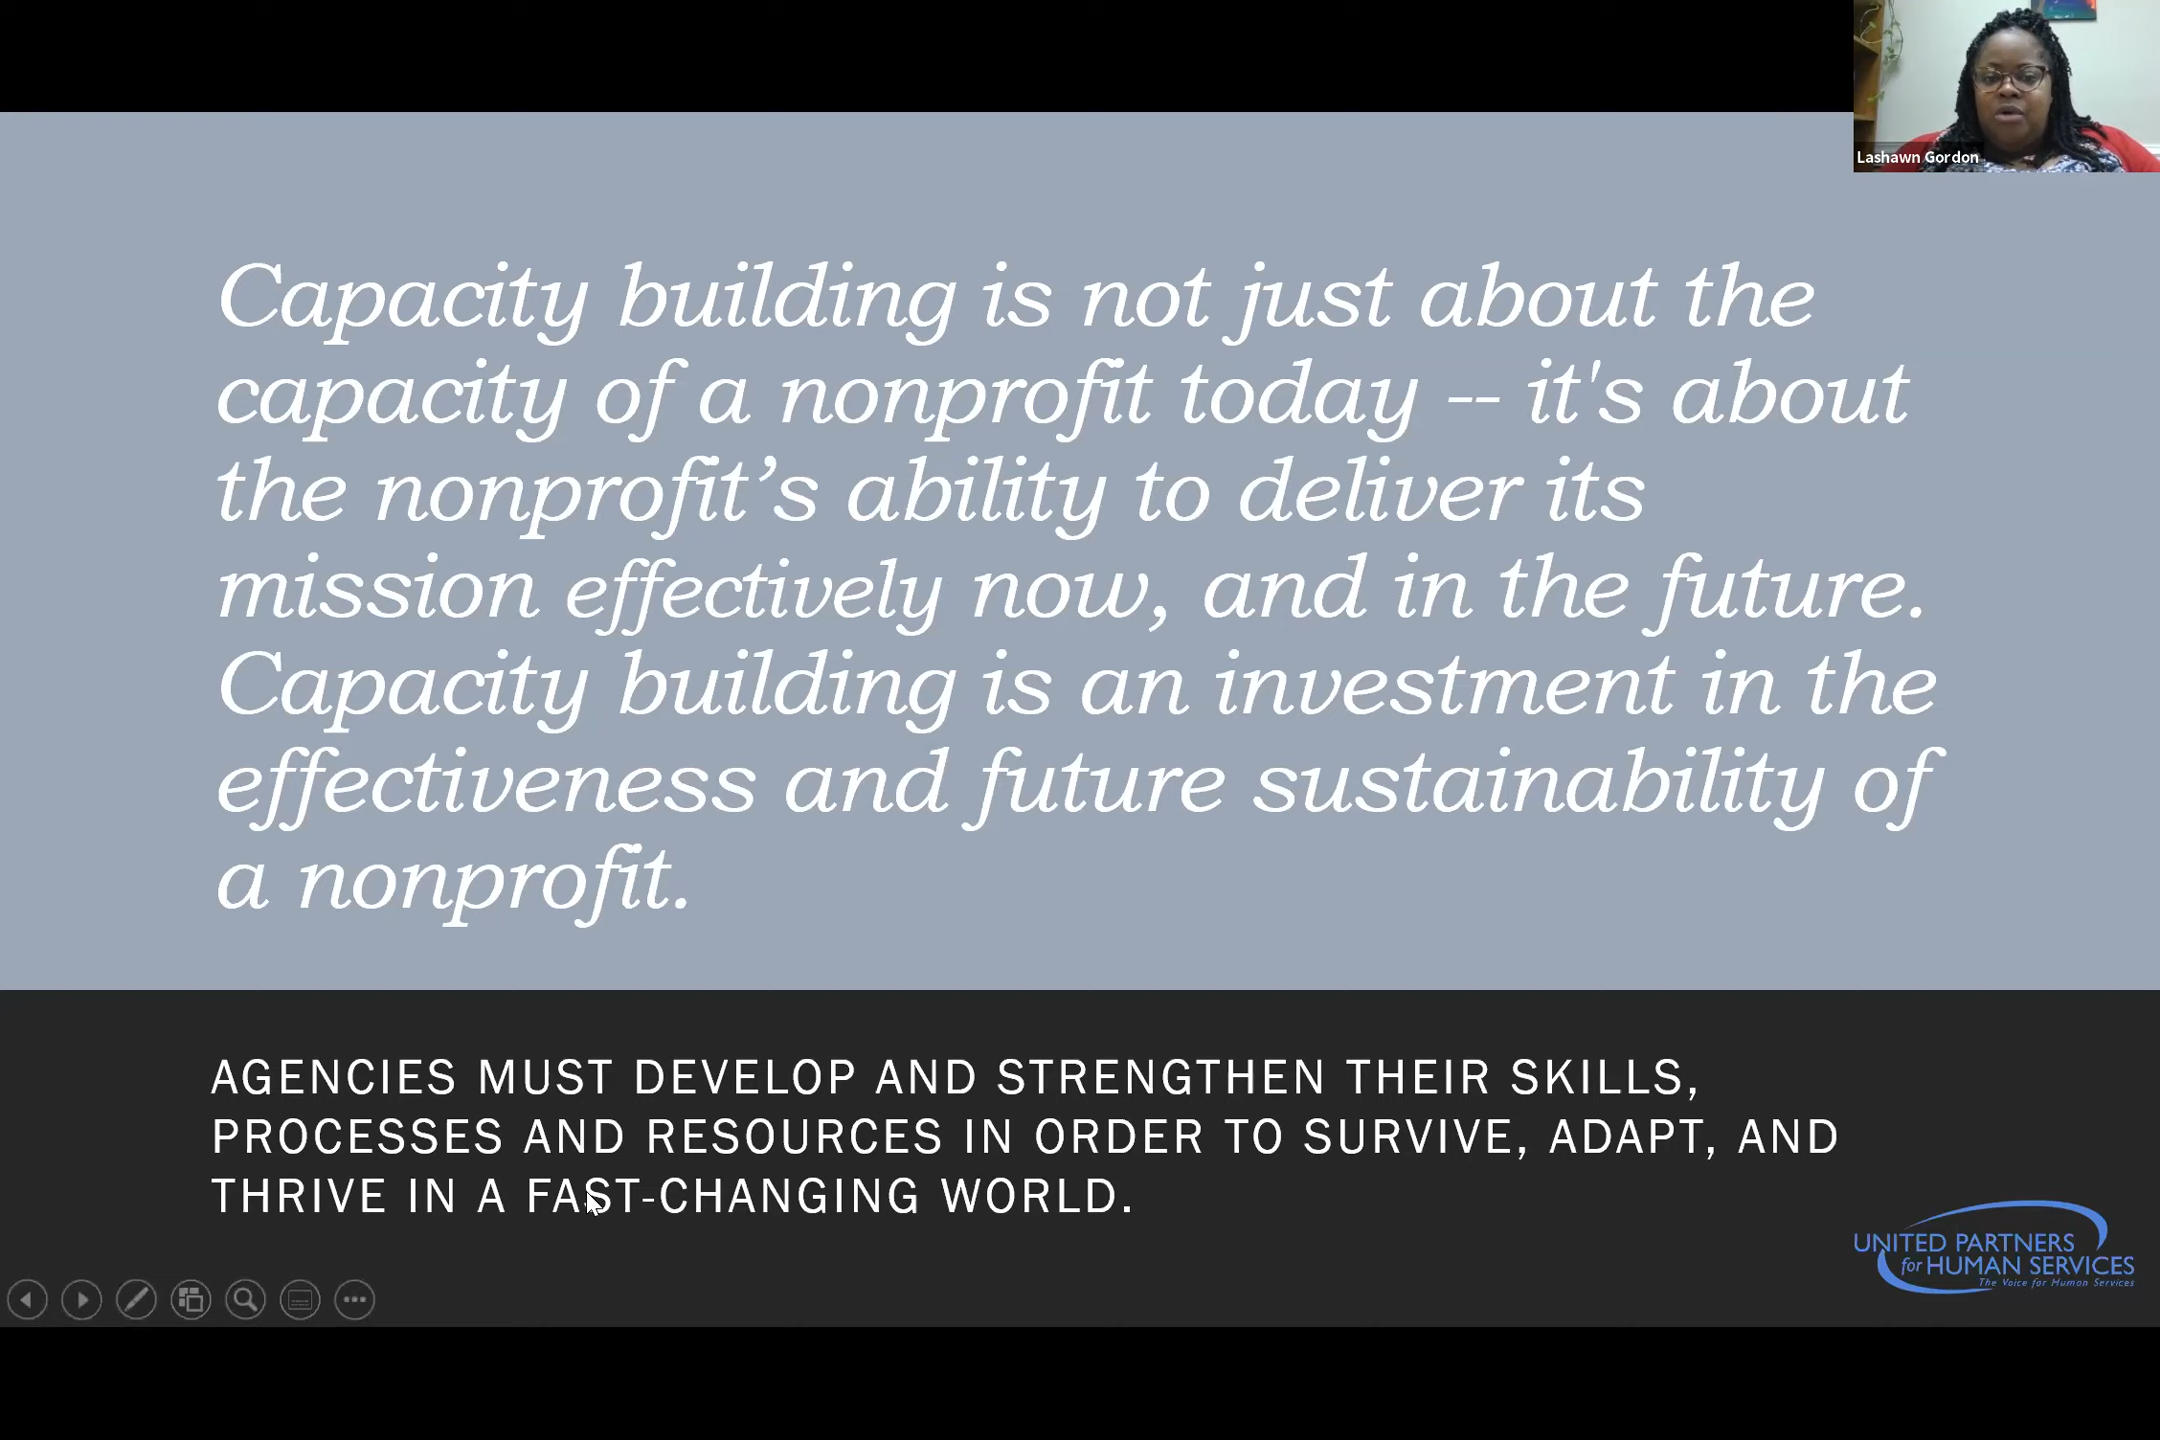 Lashawn Gordon
Capacity building is not just about the
capacity of a nonprofit today -- it's about
the nonprofit’s ability to deliver its
mission effectively now, and in the future.
Capacity building is an investment in the
effectiveness and future sustainability of
a nonprofit.
AGENCIES MUST DEVELOP AND STRENGTHEN THEIR SKILLS,
PROCESSES AND RESOURCES IN ORDER TO SURVIVE, ADAPT, AND
THRIVE IN A FAST-CHANGING WORLD.
UNITED PARTNERS
for HUMAN SERVICES
The Voice for Human Services